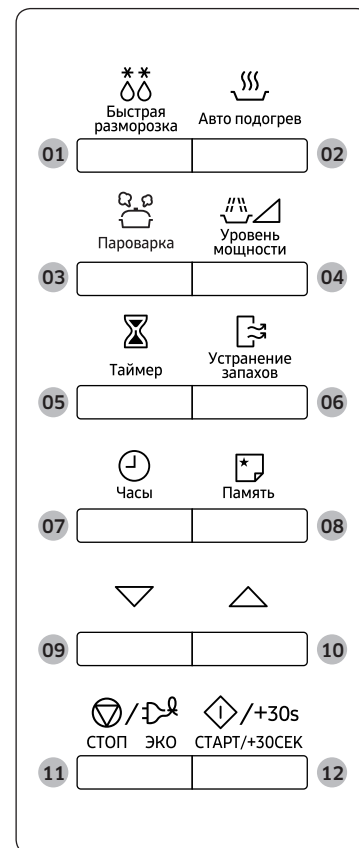 Быстрая
разморозка
Авто подогрев
01
02
Пароварка
Уровень
мощности
03
04
Таймер
Устранение
запахов
05
06
Часы
Память
07
08
09
10
/
/+30s
СТОП ЭКО
СТАРТ/+30СЕК
11
12